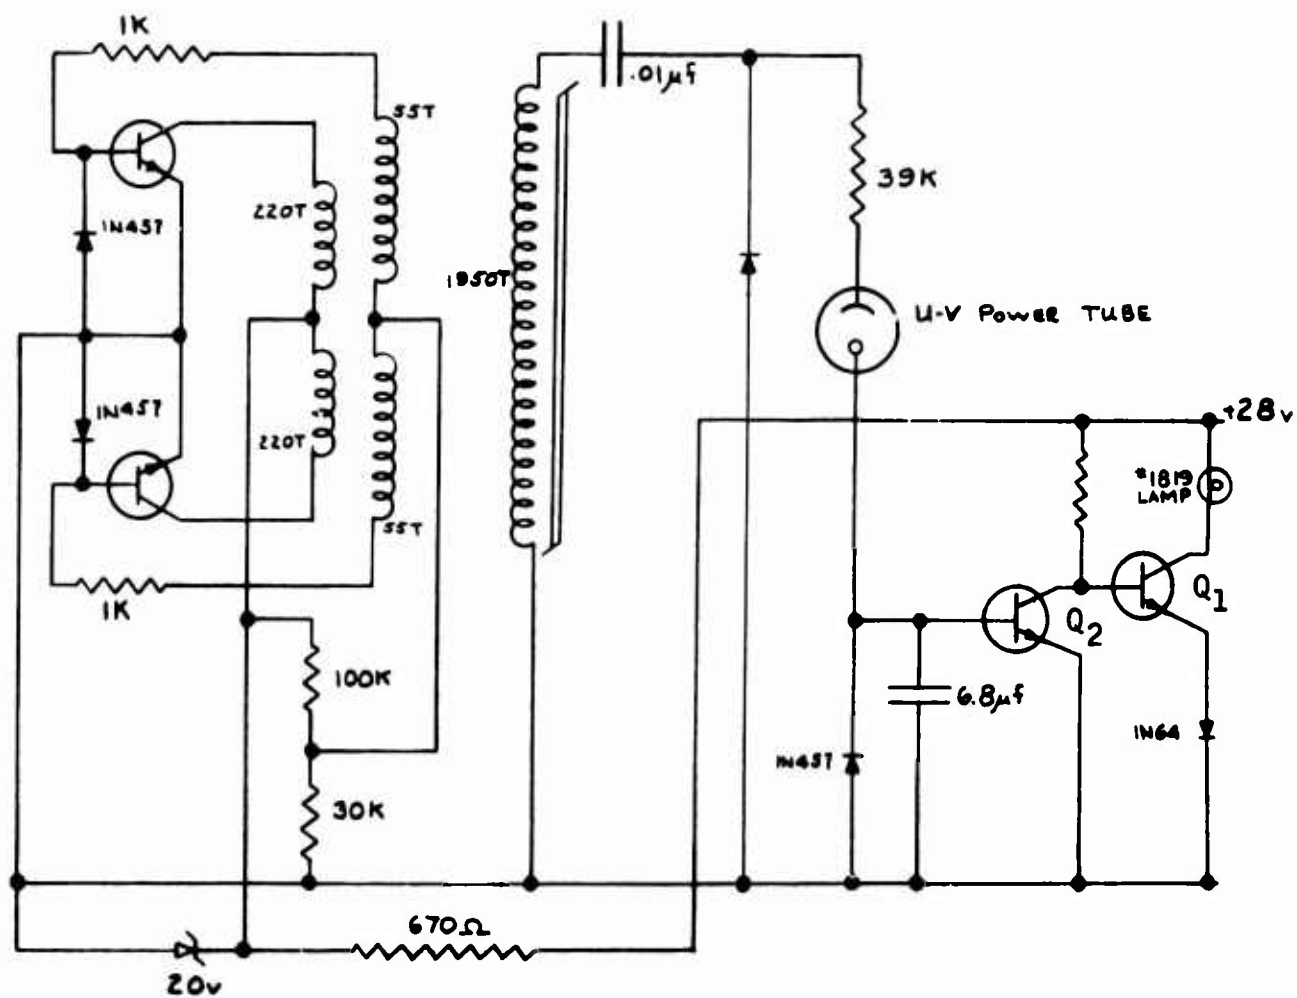 1K
55T
.01μf
39K
220T
1N457
1950T
U-V POWER TUBE
1N457
220T
+28v
#1819
LAMP
55T
1K
Q1
Q2
100K
6.8μf
1N64
1N457
30K
670Ω
20v